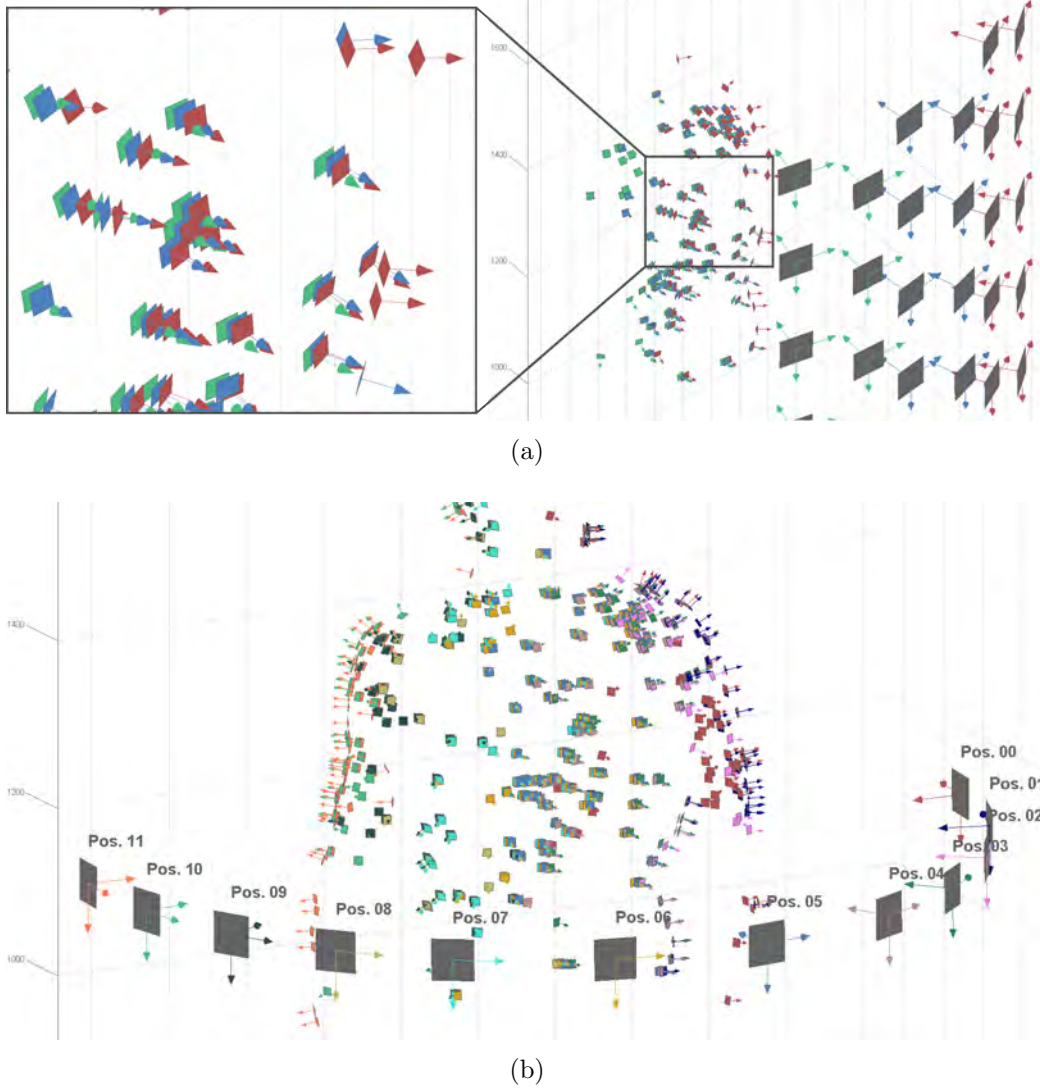 1600
1400
1200
1000
(a)
1400
1200
1000
Pos. 00
Pos. 01
Pos. 02
Pos. 03
Pos. 04
Pos. 05
Pos. 06
Pos. 07
Pos. 08
Pos. 09
Pos. 10
Pos. 11
(b)